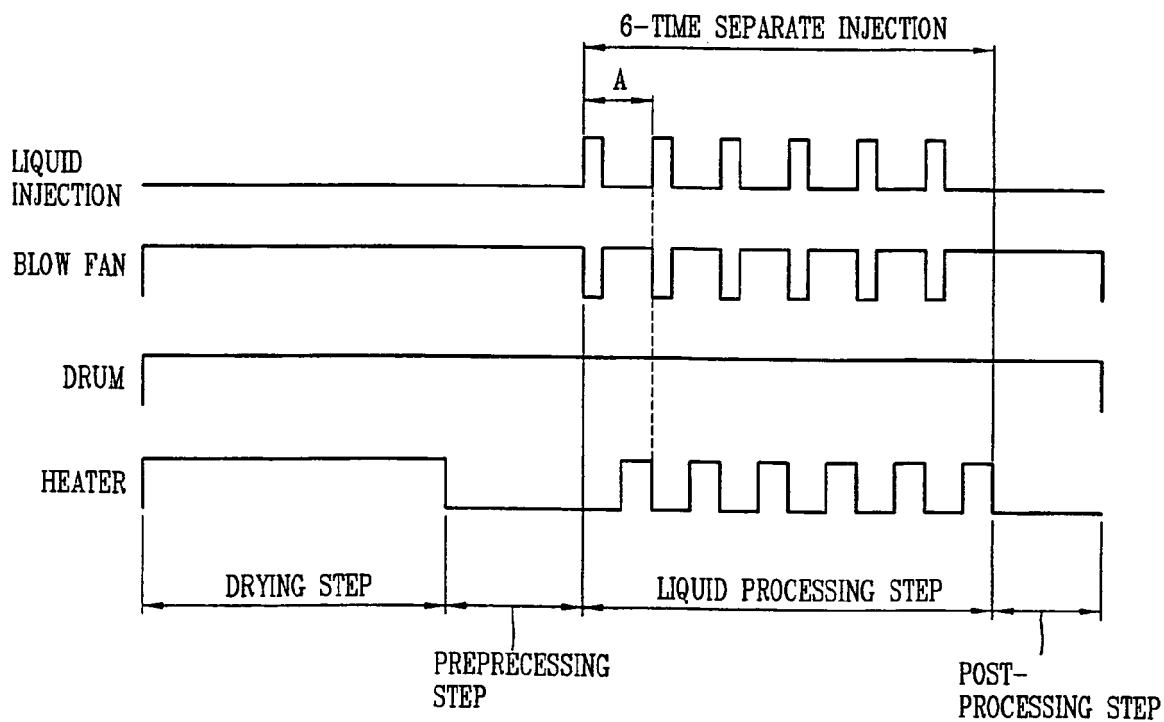 6-TIME SEPARATE INJECTION
A
LIQUID
INJECTION
BLOW FAN
DRUM
HEATER
DRYING STEP
LIQUID PROCESSING STEP
PREPRECESSING
STEP
POST-
PROCESSING STEP